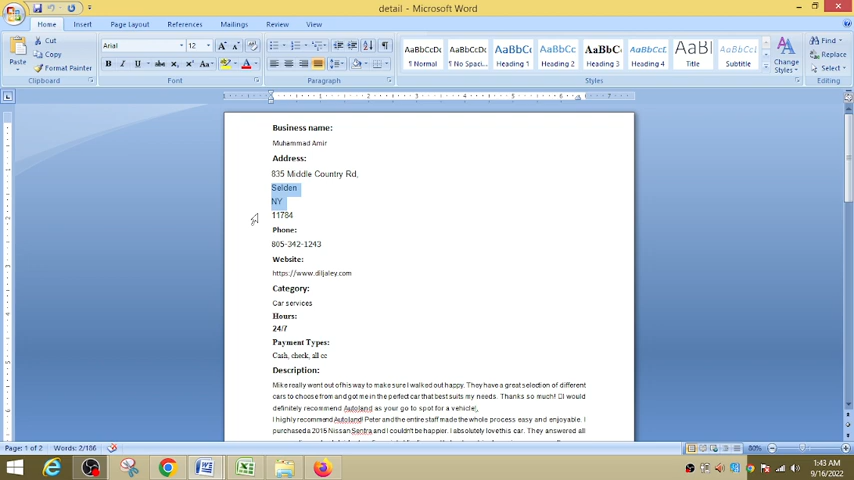 detail - Microsoft Word
Home Insert Page Layout References Mailings Review View
Cut
Copy
Format Painter
Paste
Clipboard
Arial 12
Font
Paragraph
AaBbCcDc AaBbCcDc AaBbC AaBbCc AaBbC AaBbCc AaBl AaBbCcL
¶ Normal ¶ No Spaci... Heading 1 Heading 2 Heading 3 Heading 4 Title Subtitle
Styles
Change Styles
Find
Replace
Select
Editing
Business name:
Muhammad Amir
Address:
835 Middle Country Rd,
Selden
NY
11784
Phone:
805-342-1243
Website:
https://www.diljaley.com
Category:
Car services
Hours:
24/7
Payment Types:
Cash, check, all cc
Description:
Mike really went out of his way to make sure I walked out happy. They have a great selection of different
cars to choose from and got me in the perfect car that best suits my needs. Thanks so much! I would
definitely recommend Autoland as your go to spot for a vehicle!,
I highly recommend Autoland! Peter and the entire staff made the whole process easy and enjoyable. I
purchased a 2015 Nissan Sentra and I couldn't be happier. I absolutely love this car. They answered all
Page: 1 of 2 Words: 2/186
80%
1:43 AM
9/16/2022